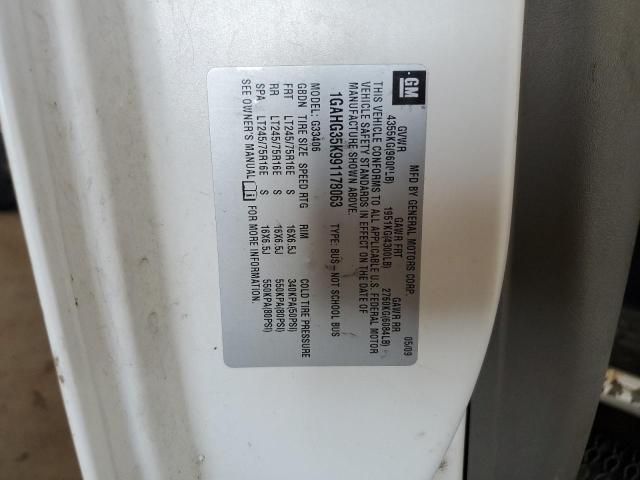 GM
MFD BY GENERAL MOTORS CORP. 05/09
GVWR GAWR FRT GAWR RR
4355KG(9600LB) 1951KG(4300LB) 2760KG(6084LB)
THIS VEHICLE CONFORMS TO ALL APPLICABLE U.S. FEDERAL MOTOR
VEHICLE SAFETY STANDARDS IN EFFECT ON THE DATE OF
MANUFACTURE SHOWN ABOVE.
1GAHG35K991178063 TYPE: BUS – NOT SCHOOL BUS
MODEL: G33406
GBDN TIRE SIZE SPEED RTG RIM COLD TIRE PRESSURE
FRT LT245/75R16E S 16X6.5J 340KPA(50PSI)
RR LT245/75R16E S 16X6.5J 550KPA(80PSI)
SPA LT245/75R16E S 16X6.5J 550KPA(80PSI)
SEE OWNER'S MANUAL FOR MORE INFORMATION.